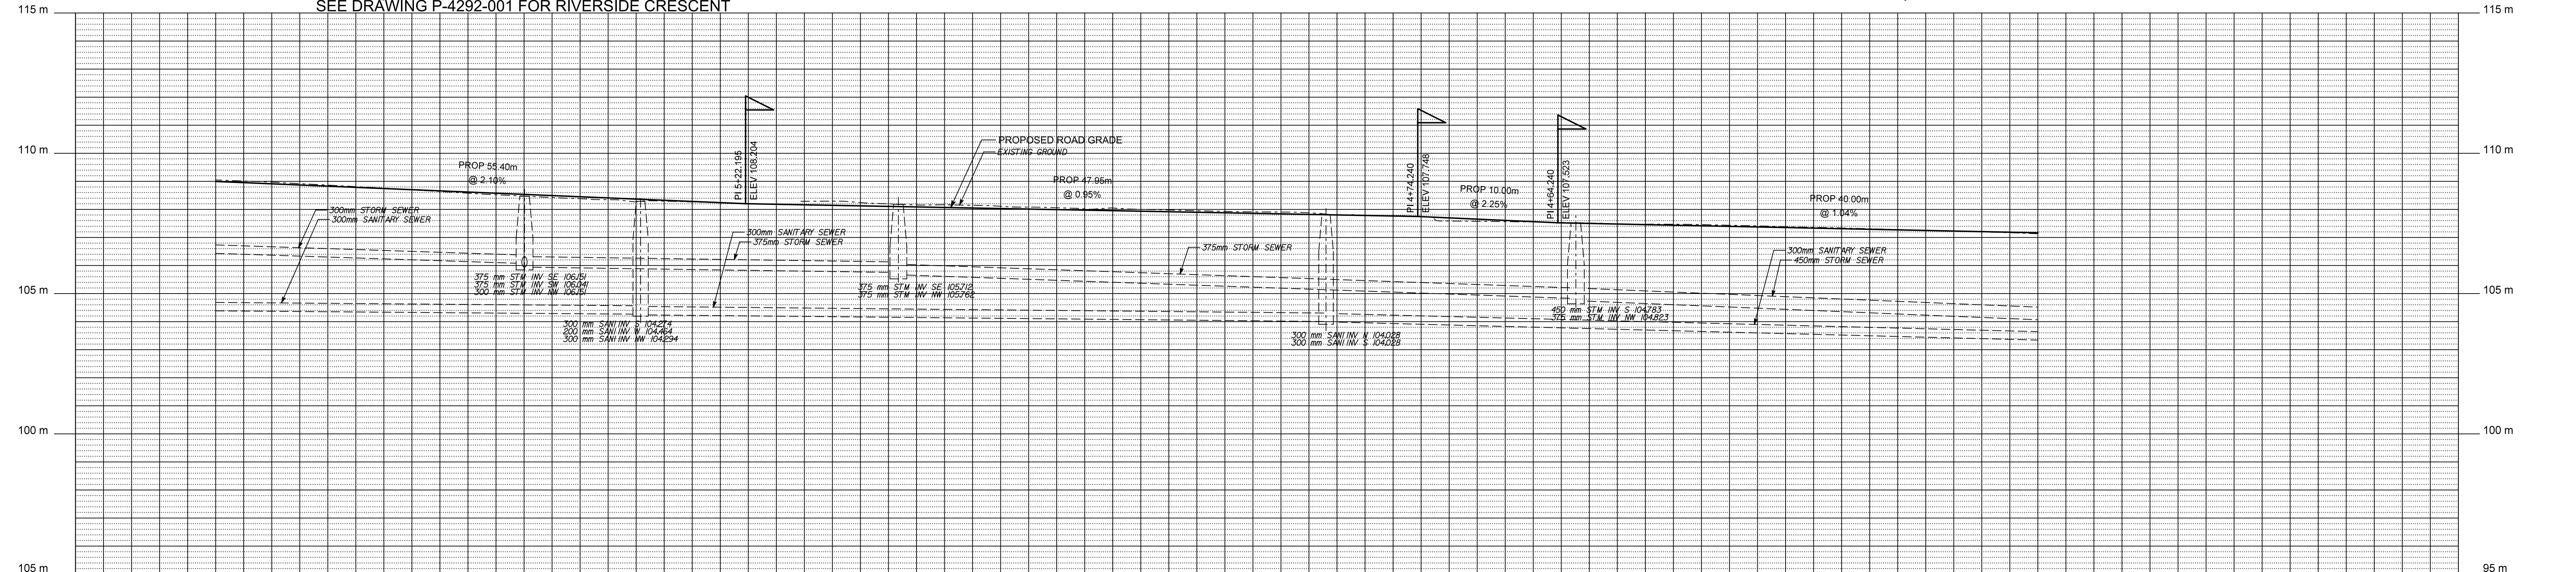 SEE DRAWING P-4292-001 FOR RIVERSIDE CRESCENT
115 m
115 m
110 m
110 m
105 m
105 m
100 m
100 m
105 m
95 m
PROP 55.40m
@ 2.10%
300mm STORM SEWER
300mm SANITARY SEWER
375 mm STM INV SE 106.151
375 mm STM INV SW 106.041
300 mm STM INV NW 106.151
300 mm SAN INV S 104.274
200 mm SAN INV N 104.464
300 mm SAN INV NW 104.294
PI 5+22.195
ELEV 108.204
300mm SANITARY SEWER
375mm STORM SEWER
PROPOSED ROAD GRADE
EXISTING GROUND
375 mm STM INV SE 105.712
375 mm STM INV NW 105.762
PROP 47.95m
@ 0.95%
375mm STORM SEWER
300 mm SAN INV N 104.028
300 mm SAN INV S 104.028
PI 4+74.240
ELEV 107.748
PROP 10.00m
@ 2.25%
PI 4+64.240
ELEV 107.523
450 mm STM INV S 104.783
375 mm STM INV NW 104.823
300mm SANITARY SEWER
450mm STORM SEWER
PROP 40.00m
@ 1.04%